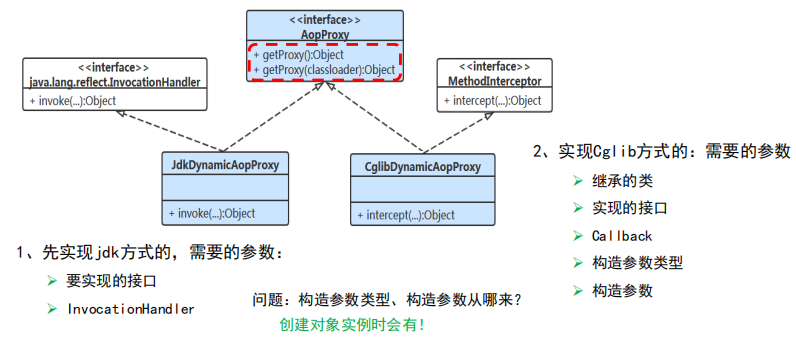 <<interface>>
AopProxy
+ getProxy():Object
+ getProxy(classloader):Object
<<interface>>
java.lang.reflect.InvocationHandler
+ invoke(...):Object
<<interface>>
MethodInterceptor
+ intercept(...):Object
JdkDynamicAopProxy
+ invoke(...):Object
CglibDynamicAopProxy
+ intercept(...):Object
1、先实现jdk方式的，需要的参数：
要实现的接口
InvocationHandler
问题：构造参数类型、构造参数从哪来？
创建对象实例时会有！
2、实现Cglib方式的：需要的参数
继承的类
实现的接口
Callback
构造参数类型
构造参数